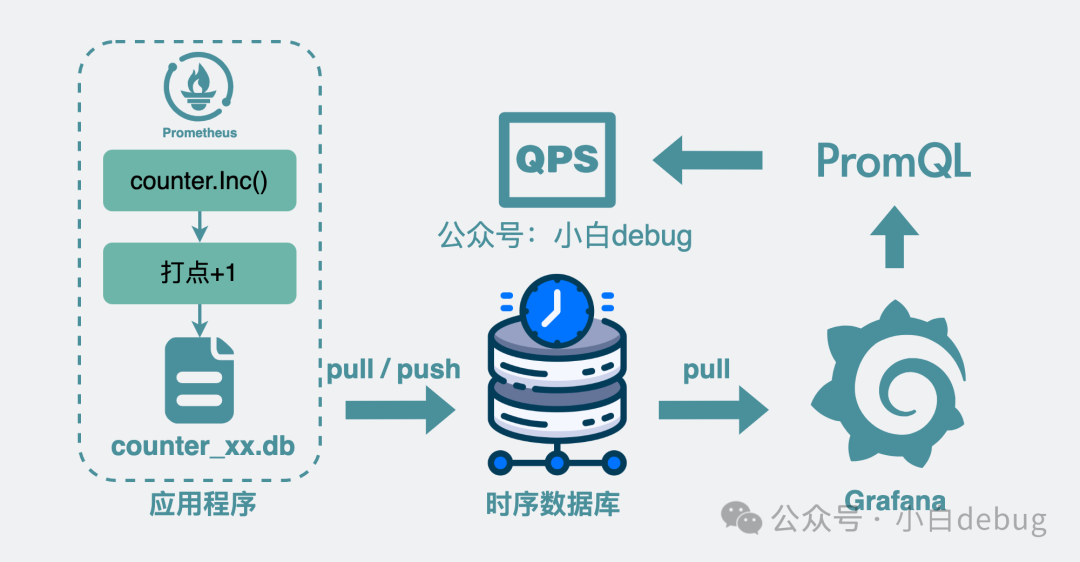 Prometheus
counter.Inc()
打点+1
counter_xx.db
应用程序
pull / push
时序数据库
pull
Grafana
PromQL
QPS
公众号：小白debug
公众号 · 小白debug